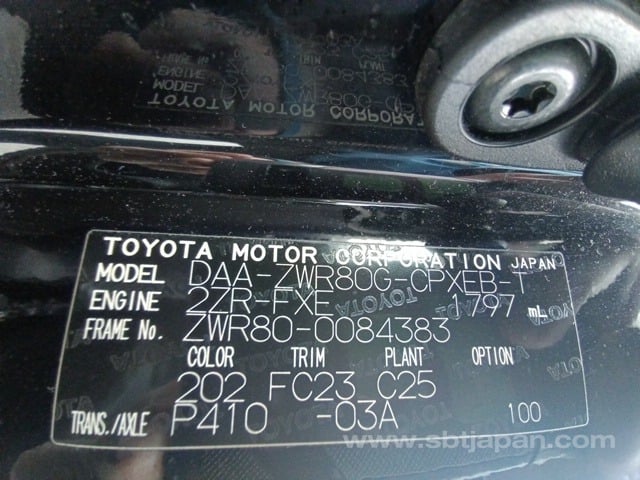 TOYOTA MOTOR CORPORATION JAPAN
MODEL DAA-ZWR80G-CPXEB-T
ENGINE 2ZR-FXE 1797 mL
FRAME No. ZWR80-0084383
COLOR TRIM PLANT OPTION
202 FC23 C25
TRANS./AXLE P410 -03A 100
www.sbtjapan.com